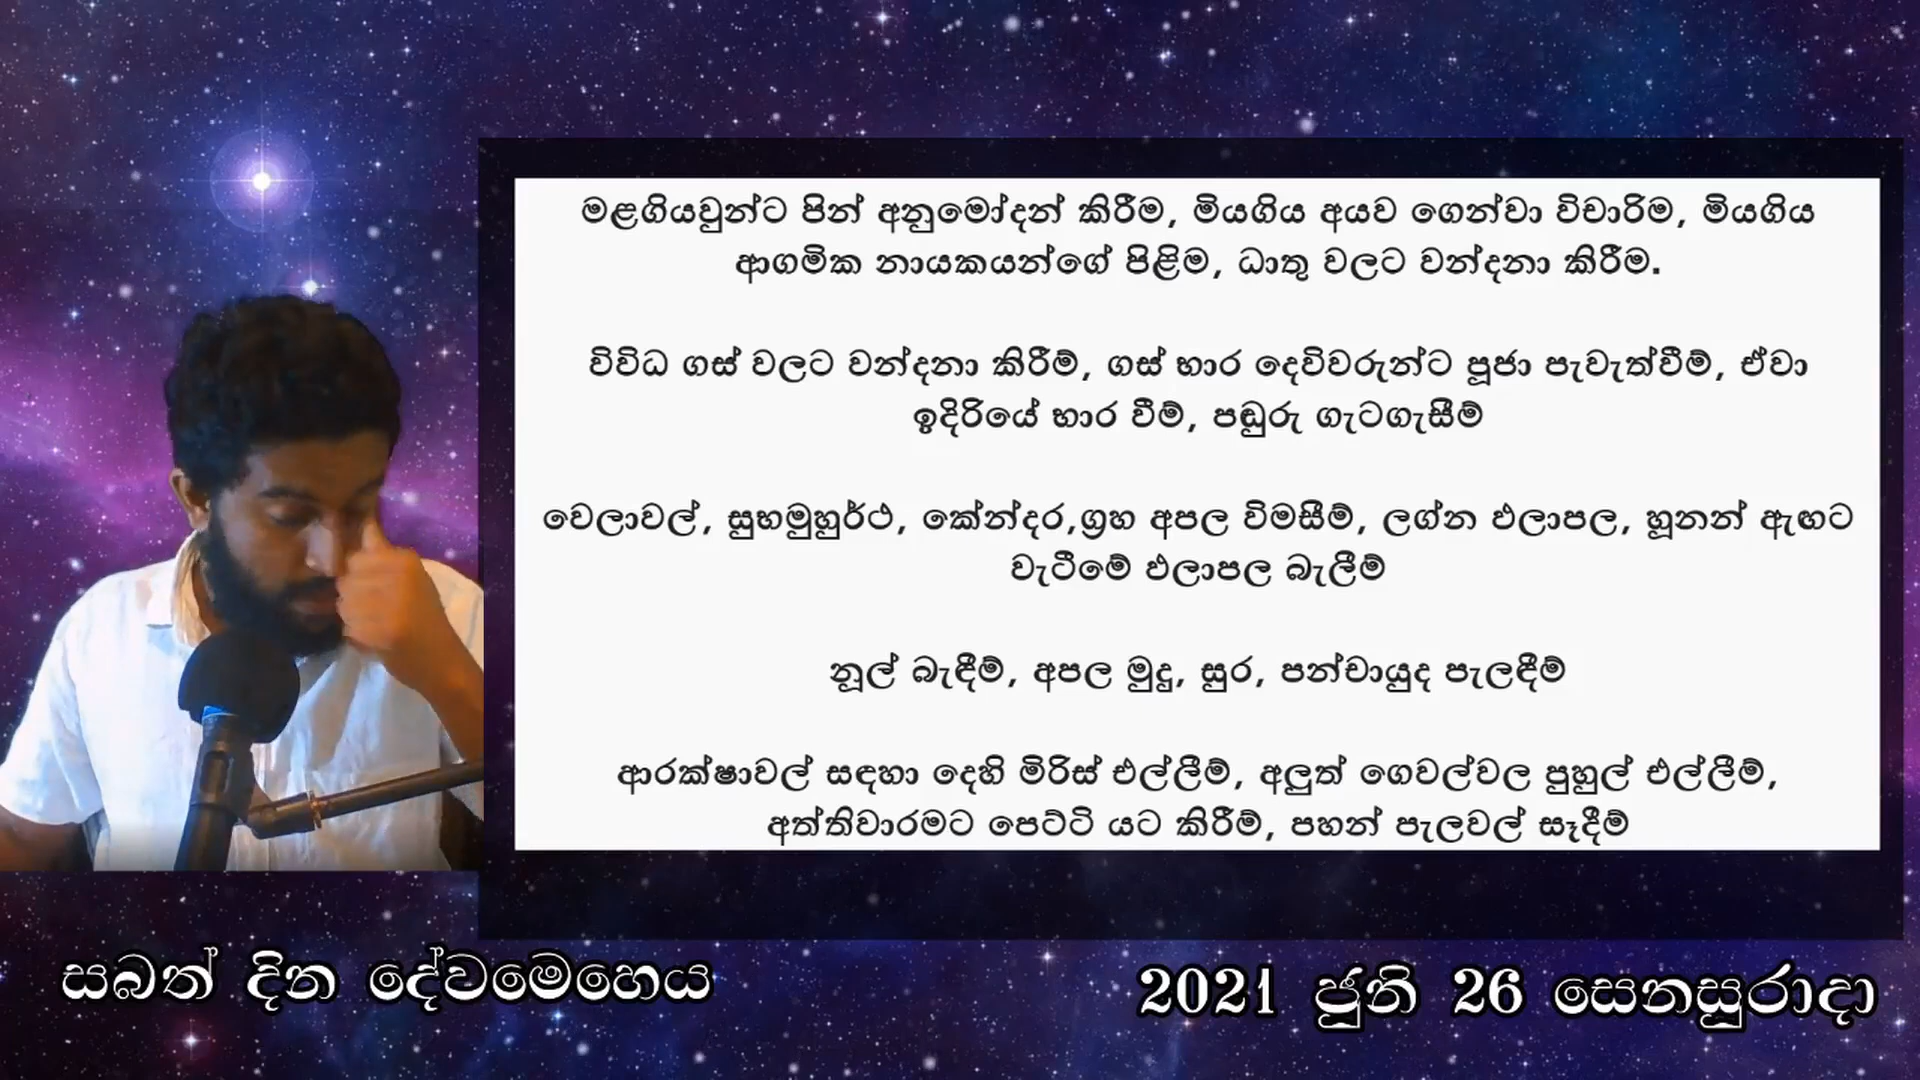 මළගියවුන්ට පින් අනුමෝදන් කිරීම, මියගිය අයව ගෙන්වා විචාරිම, මියගිය
ආගමික නායකයන්ගේ පිළිම, ධාතු වලට වන්දනා කිරීම.
විවිධ ගස් වලට වන්දනා කිරීම්, ගස් භාර දෙවිවරුන්ට පූජා පැවැත්වීම්, ඒවා
ඉදිරියේ භාර වීම්, පඬුරු ගැටගැසීම්
වෙලාවල්, සුභමුහුර්ථ, කේන්දර,ග්‍රහ අපල විමසීම්, ලග්න ඵලාපල, හූනන් ඇඟට
වැටීමේ ඵලාපල බැලීම්
නූල් බැඳීම්, අපල මුදු, සුර, පන්චායුද පැලඳීම්
ආරක්ෂාවල් සඳහා දෙහි මිරිස් එල්ලීම්, අලුත් ගෙවල්වල පුහුල් එල්ලීම්,
අත්තිවාරමට පෙට්ටි යට කිරීම්, පහන් පැලවල් සෑදීම්
සබත් දින දේවමෙහෙය
2021 ජුනි 26 සෙනසුරාදා